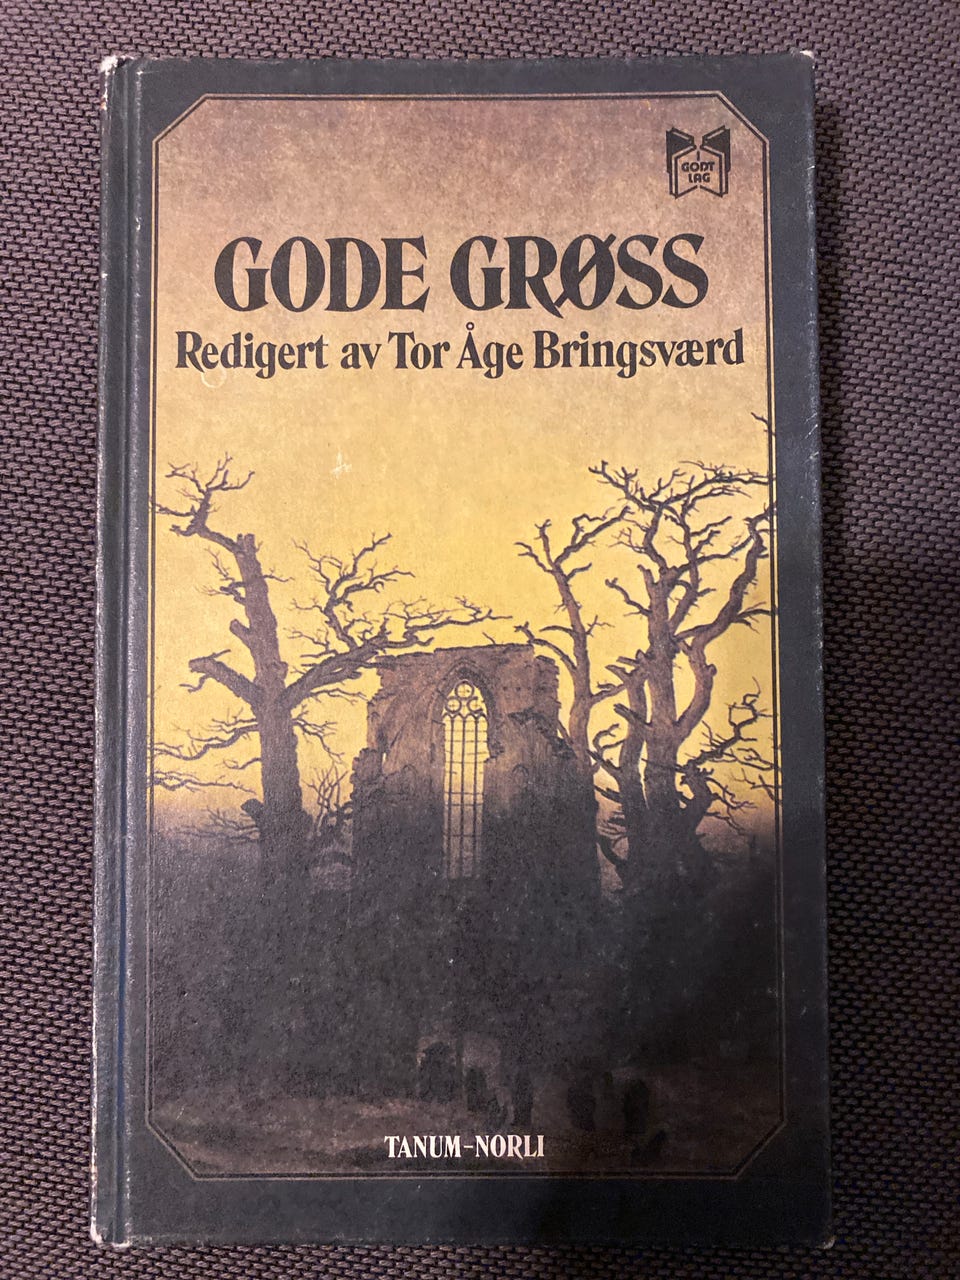 I
GODT
LAG
GODE GRØSS
Redigert av Tor Åge Bringsværd
TANUM-NORLI